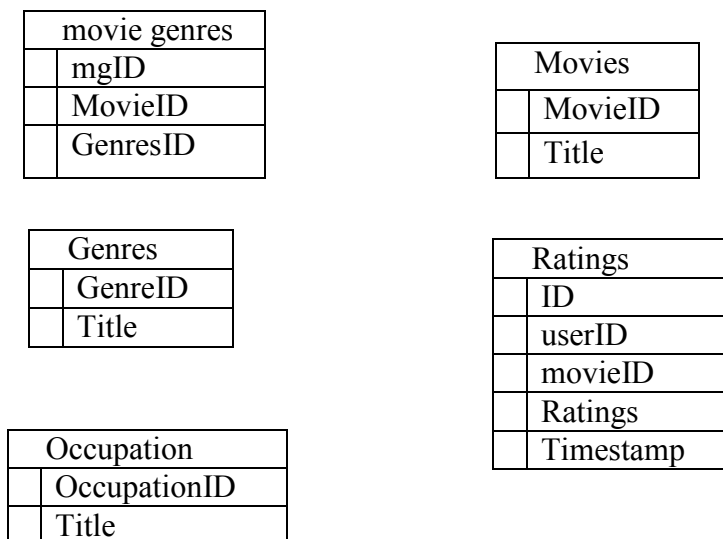 movie genres
mgID
MovieID
GenresID
Movies
MovieID
Title
Genres
GenreID
Title
Ratings
ID
userID
movieID
Ratings
Timestamp
Occupation
OccupationID
Title